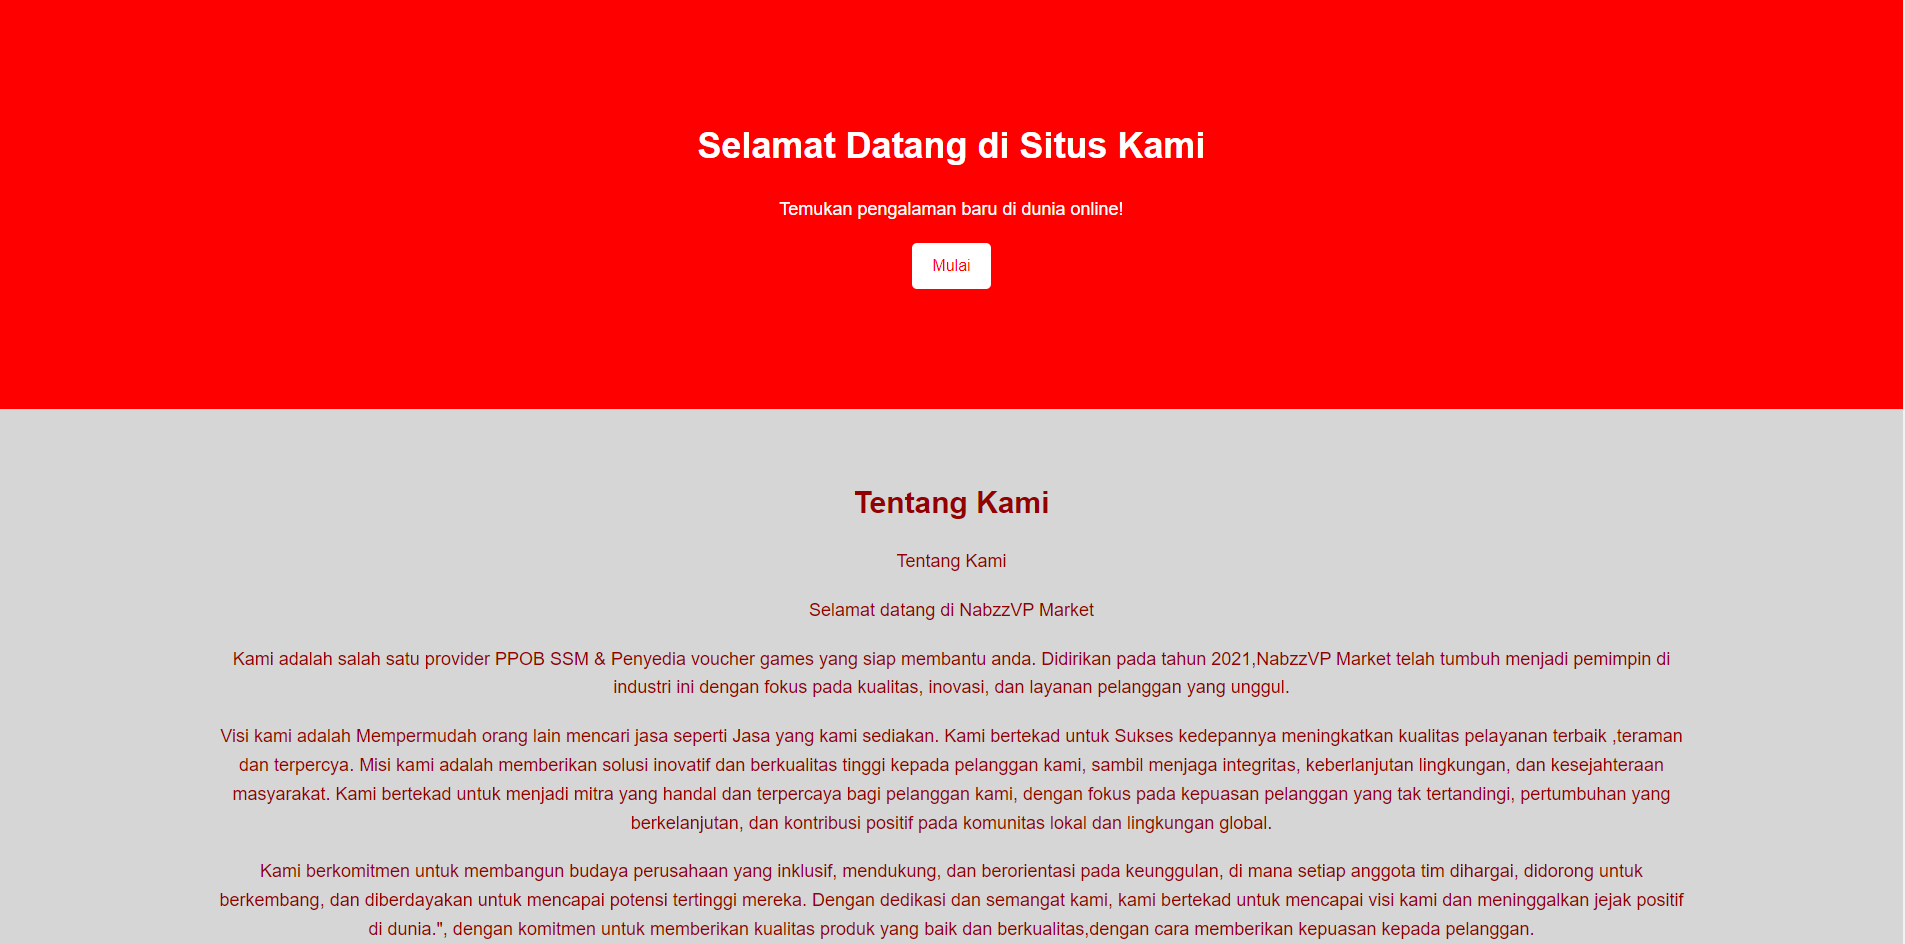 Selamat Datang di Situs Kami
Temukan pengalaman baru di dunia online!
Mulai
Tentang Kami
Tentang Kami
Selamat datang di NabzzVP Market
Kami adalah salah satu provider PPOB SSM & Penyedia voucher games yang siap membantu anda. Didirikan pada tahun 2021,NabzzVP Market telah tumbuh menjadi pemimpin di
industri ini dengan fokus pada kualitas, inovasi, dan layanan pelanggan yang unggul.
Visi kami adalah Mempermudah orang lain mencari jasa seperti Jasa yang kami sediakan. Kami bertekad untuk Sukses kedepannya meningkatkan kualitas pelayanan terbaik ,teraman
dan terpercya. Misi kami adalah memberikan solusi inovatif dan berkualitas tinggi kepada pelanggan kami, sambil menjaga integritas, keberlanjutan lingkungan, dan kesejahteraan
masyarakat. Kami bertekad untuk menjadi mitra yang handal dan terpercaya bagi pelanggan kami, dengan fokus pada kepuasan pelanggan yang tak tertandingi, pertumbuhan yang
berkelanjutan, dan kontribusi positif pada komunitas lokal dan lingkungan global.
Kami berkomitmen untuk membangun budaya perusahaan yang inklusif, mendukung, dan berorientasi pada keunggulan, di mana setiap anggota tim dihargai, didorong untuk
berkembang, dan diberdayakan untuk mencapai potensi tertinggi mereka. Dengan dedikasi dan semangat kami, kami bertekad untuk mencapai visi kami dan meninggalkan jejak positif
di dunia.", dengan komitmen untuk memberikan kualitas produk yang baik dan berkualitas,dengan cara memberikan kepuasan kepada pelanggan.